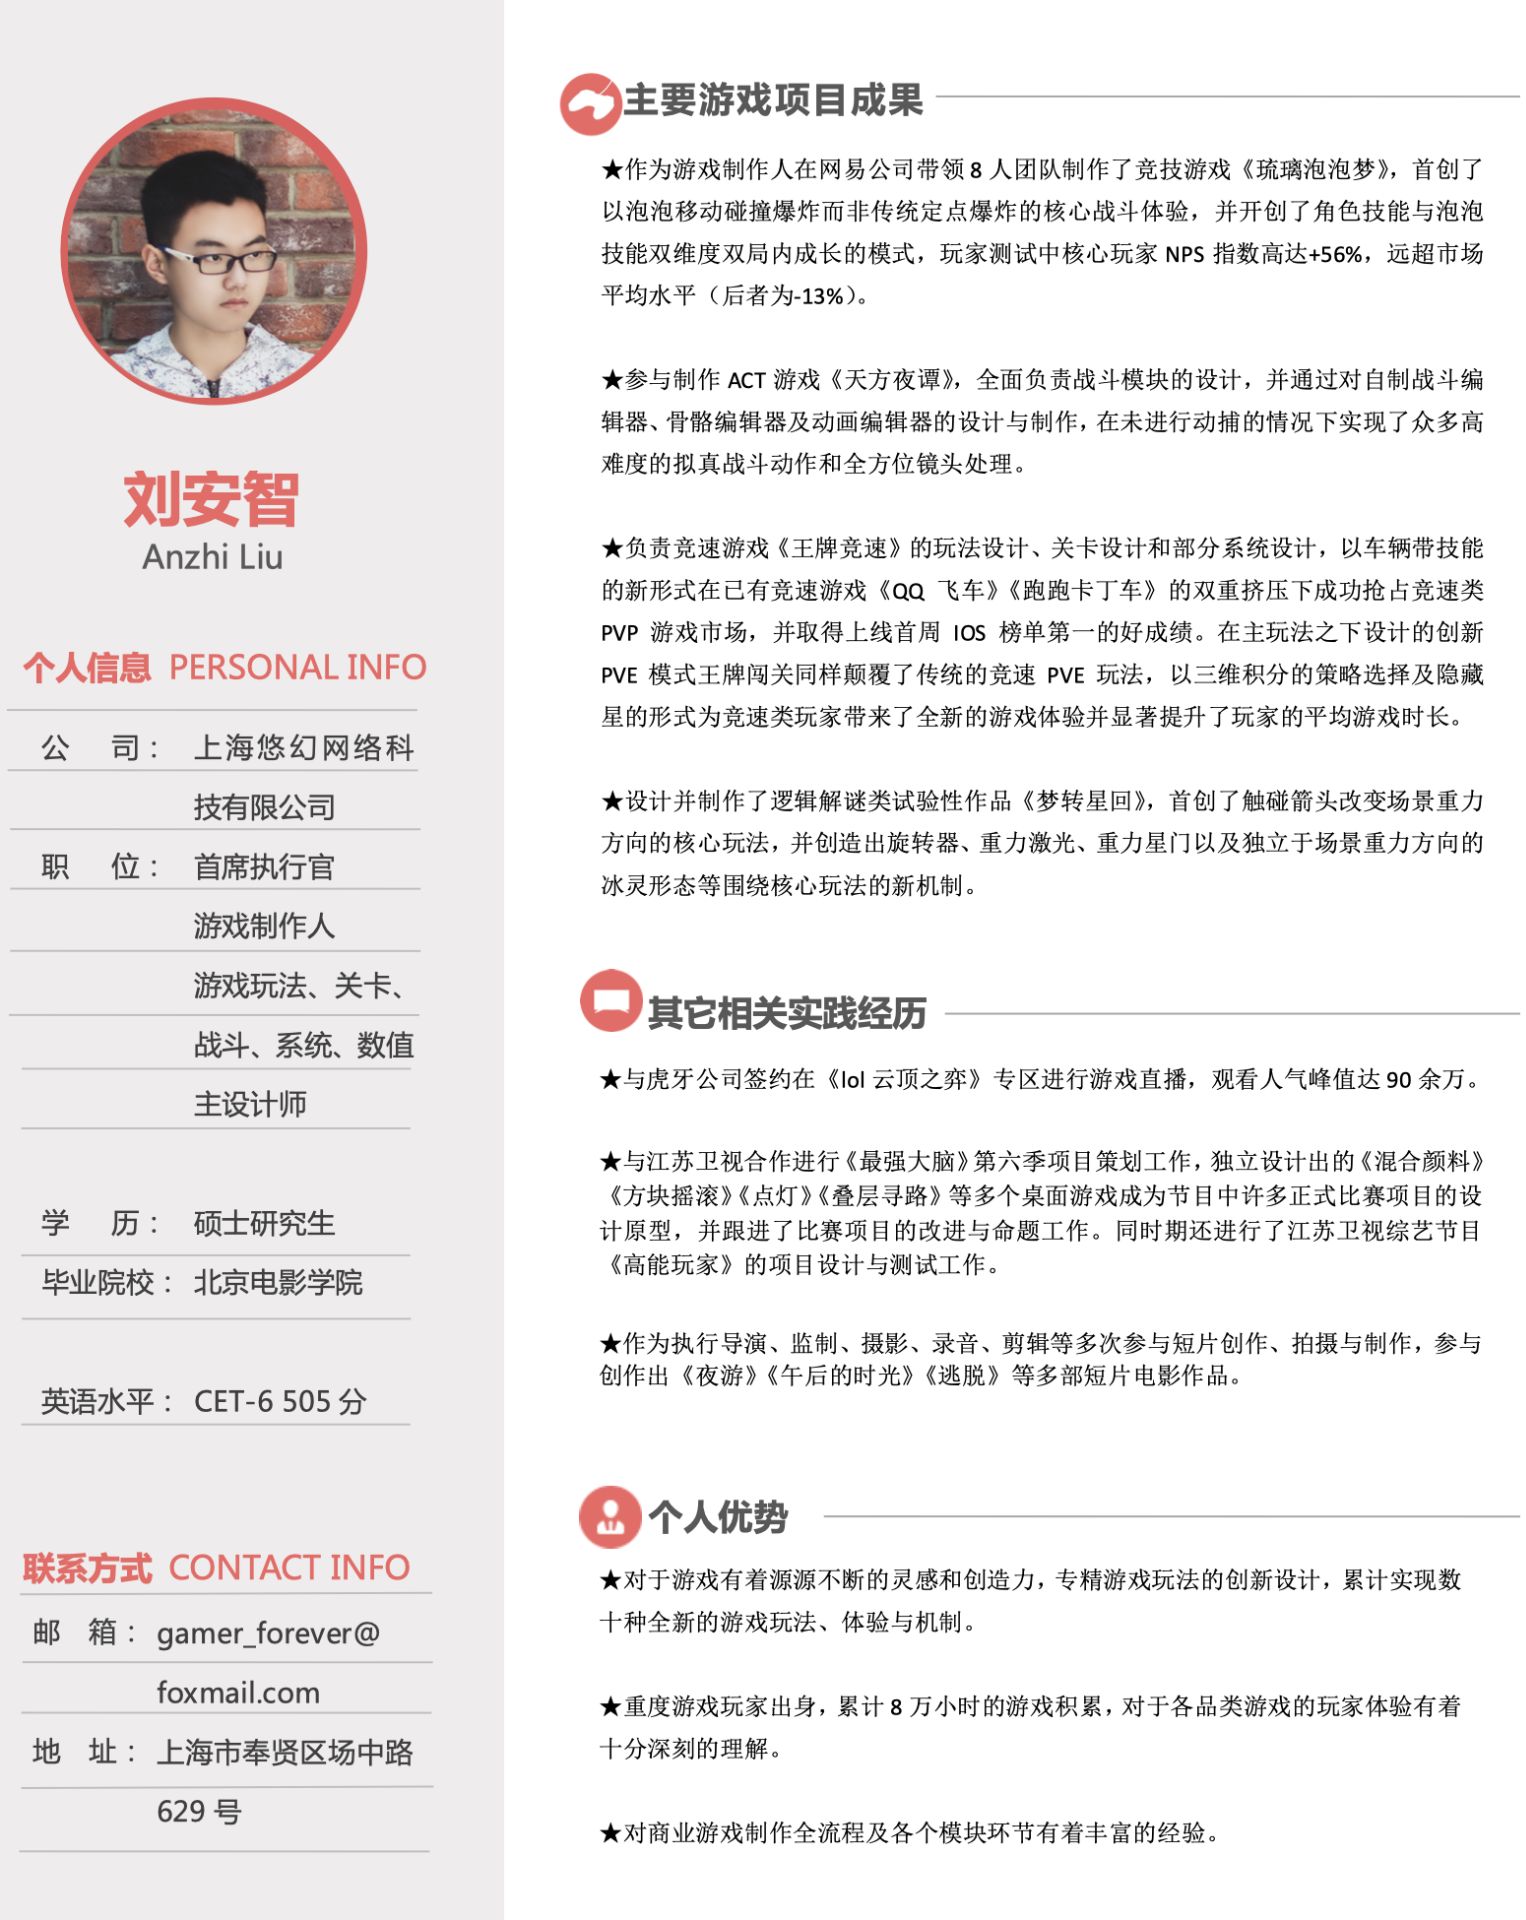 刘安智
Anzhi Liu
个人信息 PERSONAL INFO
公 司： 上海悠幻网络科
技有限公司
职 位： 首席执行官
游戏制作人
游戏玩法、关卡、
战斗、系统、数值
主设计师
学 历： 硕士研究生
毕业院校： 北京电影学院
英语水平： CET-6 505 分
联系方式 CONTACT INFO
邮 箱： gamer_forever@
foxmail.com
地 址： 上海市奉贤区场中路
629 号
主要游戏项目成果
★作为游戏制作人在网易公司带领 8 人团队制作了竞技游戏《琉璃泡泡梦》，首创了
以泡泡移动碰撞爆炸而非传统定点爆炸的核心战斗体验，并开创了角色技能与泡泡
技能双维度双局内成长的模式，玩家测试中核心玩家 NPS 指数高达+56%，远超市场
平均水平（后者为-13%）。
★参与制作 ACT 游戏《天方夜谭》，全面负责战斗模块的设计，并通过对自制战斗编
辑器、骨骼编辑器及动画编辑器的设计与制作，在未进行动捕的情况下实现了众多高
难度的拟真战斗动作和全方位镜头处理。
★负责竞速游戏《王牌竞速》的玩法设计、关卡设计和部分系统设计，以车辆带技能
的新形式在已有竞速游戏《QQ 飞车》《跑跑卡丁车》的双重挤压下成功抢占竞速类
PVP 游戏市场，并取得上线首周 IOS 榜单第一的好成绩。在主玩法之下设计的创新
PVE 模式王牌闯关同样颠覆了传统的竞速 PVE 玩法，以三维积分的策略选择及隐藏
星的形式为竞速类玩家带来了全新的游戏体验并显著提升了玩家的平均游戏时长。
★设计并制作了逻辑解谜类试验性作品《梦转星回》，首创了触碰箭头改变场景重力
方向的核心玩法，并创造出旋转器、重力激光、重力星门以及独立于场景重力方向的
冰灵形态等围绕核心玩法的新机制。
其它相关实践经历
★与虎牙公司签约在《lol 云顶之弈》专区进行游戏直播，观看人气峰值达 90 余万。
★与江苏卫视合作进行《最强大脑》第六季项目策划工作，独立设计出的《混合颜料》
《方块摇滚》《点灯》《叠层寻路》等多个桌面游戏成为节目中许多正式比赛项目的设
计原型，并跟进了比赛项目的改进与命题工作。同时期还进行了江苏卫视综艺节目
《高能玩家》的项目设计与测试工作。
★作为执行导演、监制、摄影、录音、剪辑等多次参与短片创作、拍摄与制作，参与
创作出《夜游》《午后的时光》《逃脱》等多部短片电影作品。
个人优势
★对于游戏有着源源不断的灵感和创造力，专精游戏玩法的创新设计，累计实现数
十种全新的游戏玩法、体验与机制。
★重度游戏玩家出身，累计 8 万小时的游戏积累，对于各品类游戏的玩家体验有着
十分深刻的理解。
★对商业游戏制作全流程及各个模块环节有着丰富的经验。